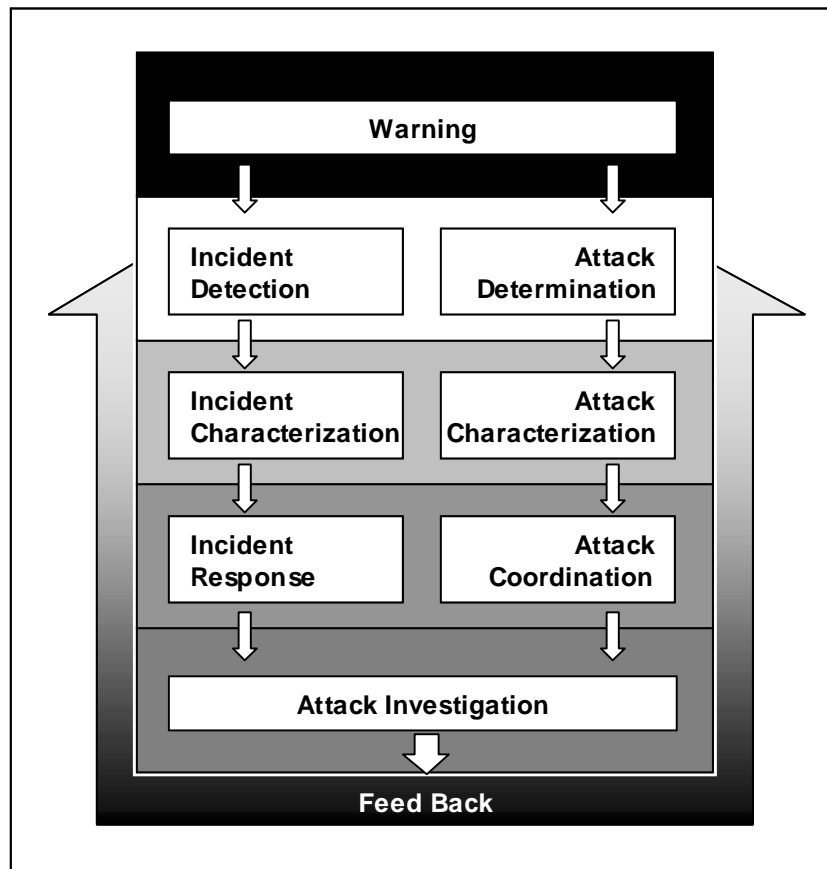 Warning
Incident
Detection
Attack
Determination
Incident
Characterization
Attack
Characterization
Incident
Response
Attack
Coordination
Attack Investigation
Feed Back